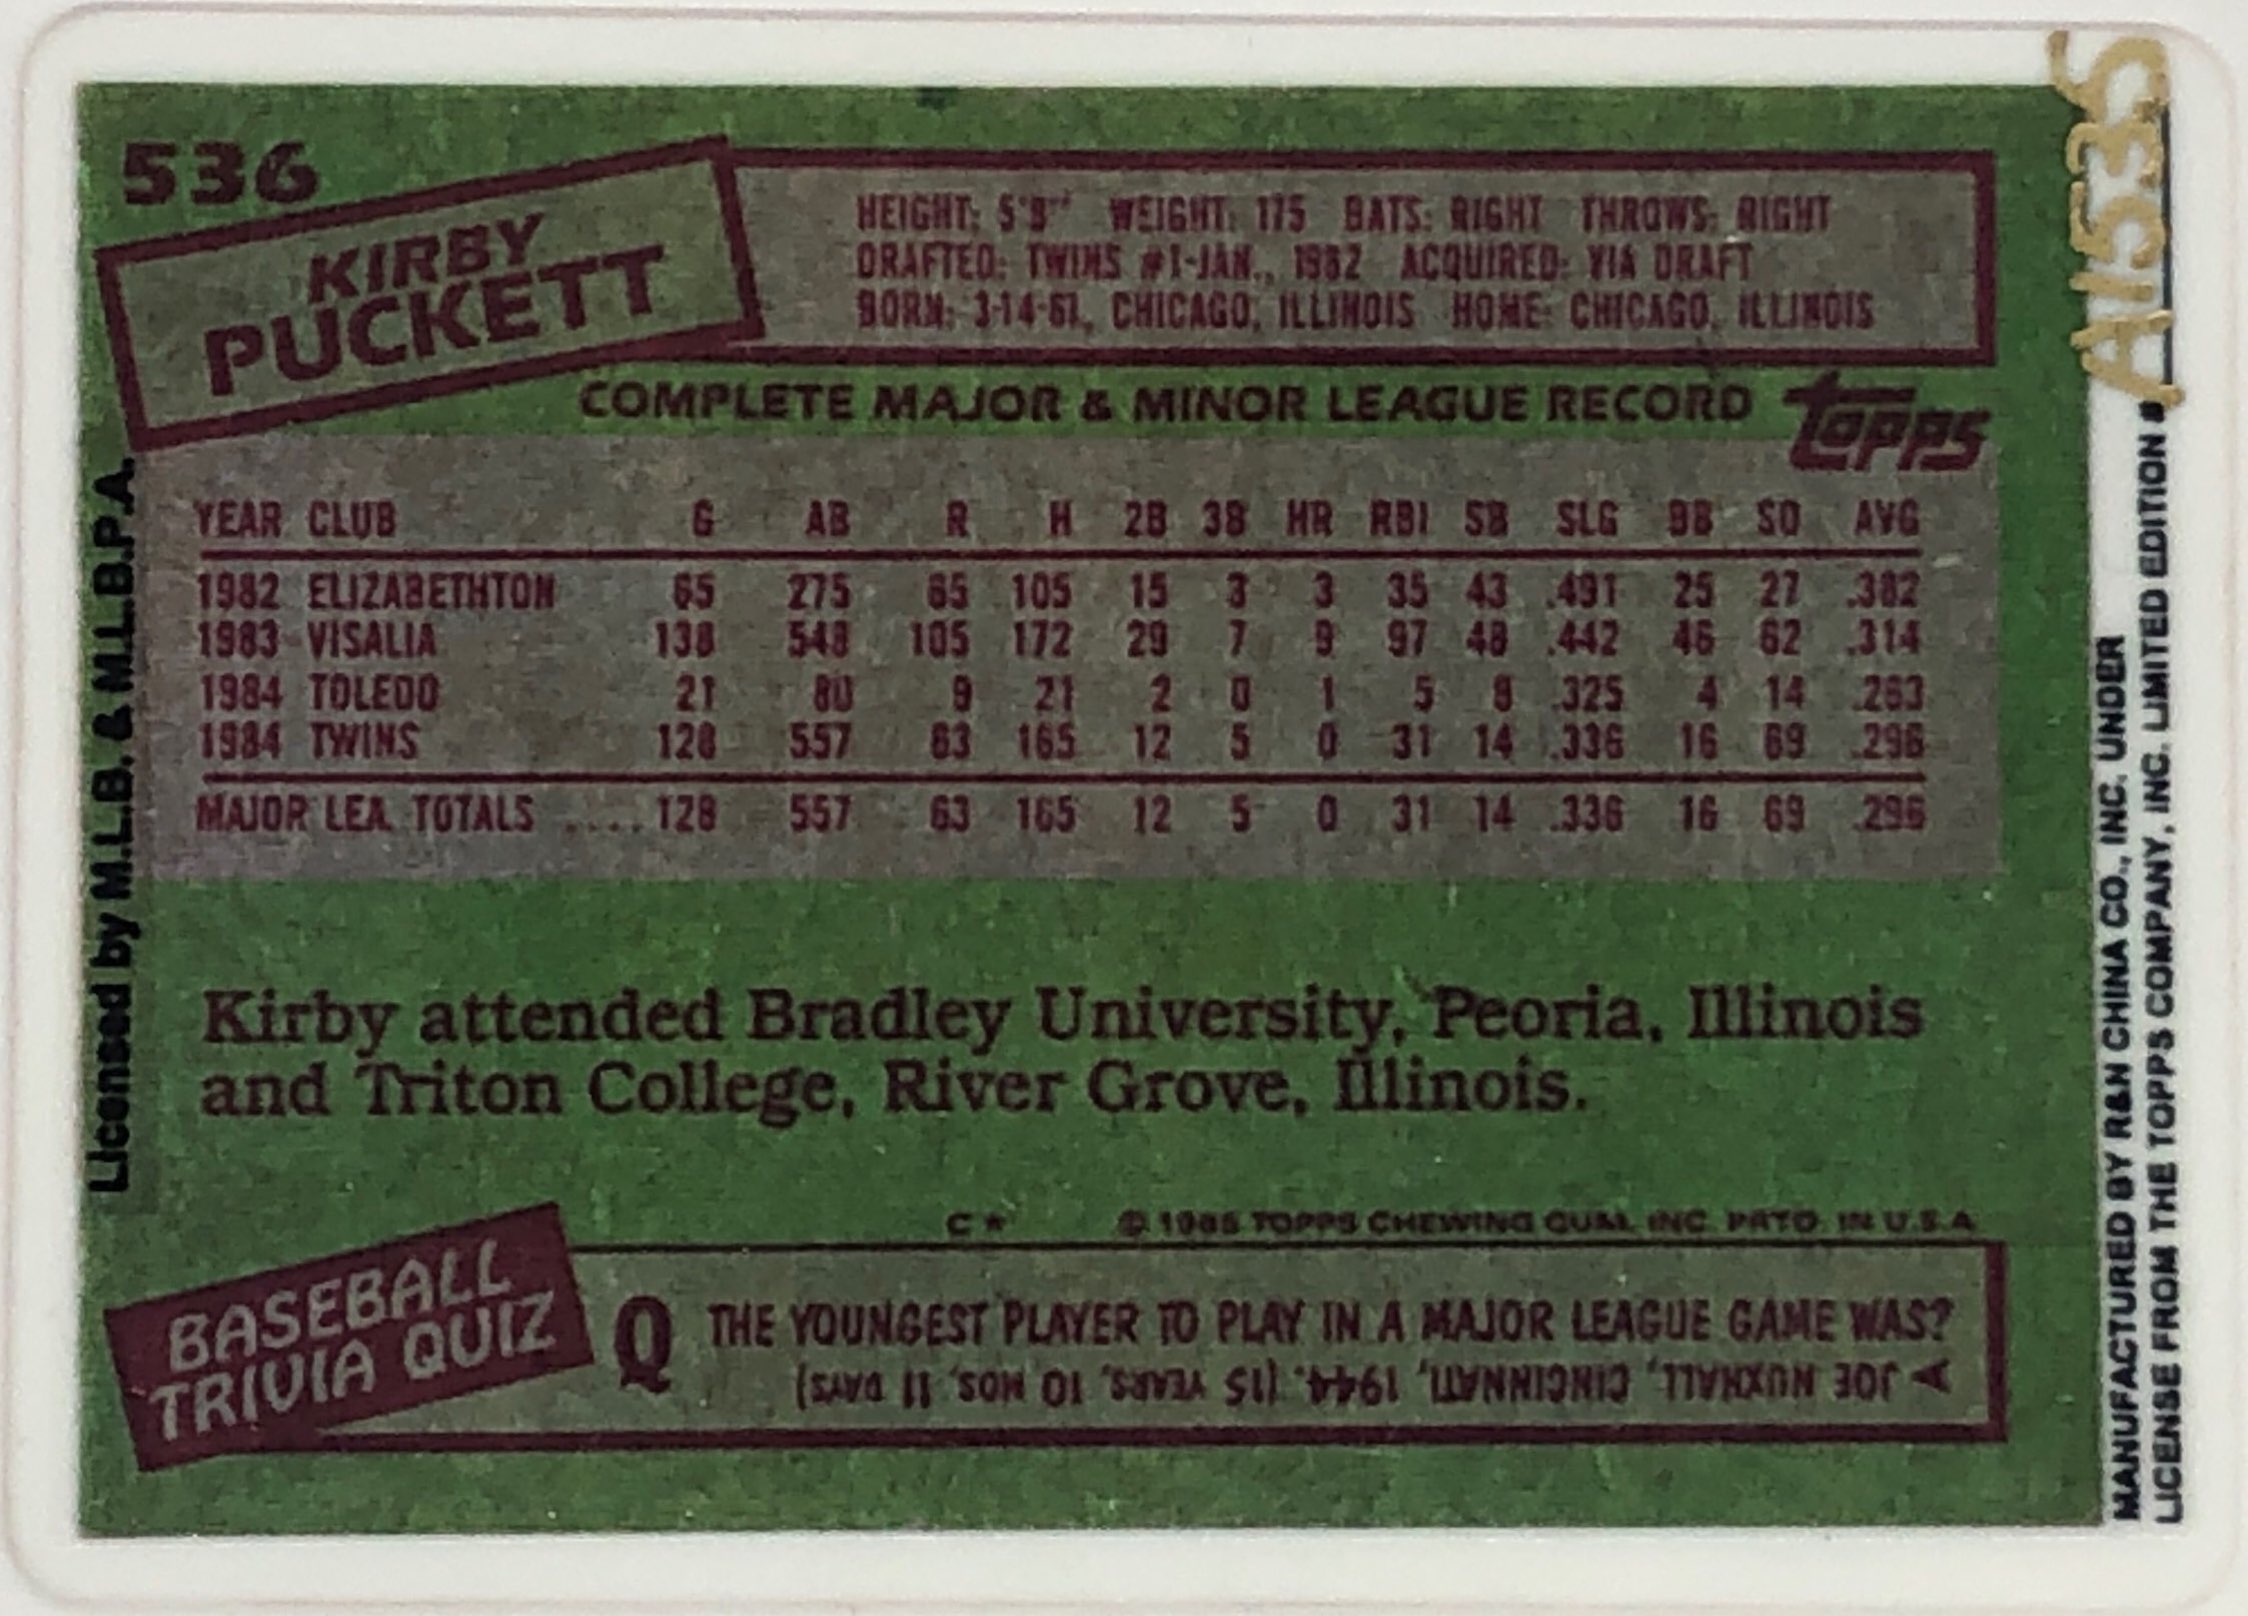 536
KIRBY
PUCKETT
HEIGHT: 5'8" WEIGHT: 175 BATS: RIGHT THROWS: RIGHT
DRAFTED: TWINS #1-JAN., 1982 ACQUIRED: VIA DRAFT
BORN: 3-14-61, CHICAGO, ILLINOIS HOME: CHICAGO, ILLINOIS
COMPLETE MAJOR & MINOR LEAGUE RECORD
topps
YEAR CLUB G AB R H 2B 3B HR RBI SB SLG BB SO AVG
1982 ELIZABETHTON 65 275 65 105 15 3 3 35 43 .491 25 27 .382
1983 VISALIA 138 548 105 172 29 7 9 97 48 .442 46 62 .314
1984 TOLEDO 21 80 9 21 2 0 1 5 8 .325 4 14 .263
1984 TWINS 128 557 63 165 12 5 0 31 14 .336 16 69 .296
MAJOR LEA. TOTALS .... 128 557 63 165 12 5 0 31 14 .336 16 69 .296
Kirby attended Bradley University, Peoria, Illinois
and Triton College, River Grove, Illinois.
C* © 1985 TOPPS CHEWING GUM, INC. PRTD. IN U.S.A.
BASEBALL
TRIVIA QUIZ
Q THE YOUNGEST PLAYER TO PLAY IN A MAJOR LEAGUE GAME WAS?
A JOE NUXHALL, CINCINNATI, 1944. (15 YEARS, 10 MOS, 11 DAYS)
Licensed by M.L.B. & M.L.B.P.A.
MANUFACTURED BY R&N CHINA CO., INC. UNDER
LICENSE FROM THE TOPPS COMPANY, INC. LIMITED EDITION #
A11535